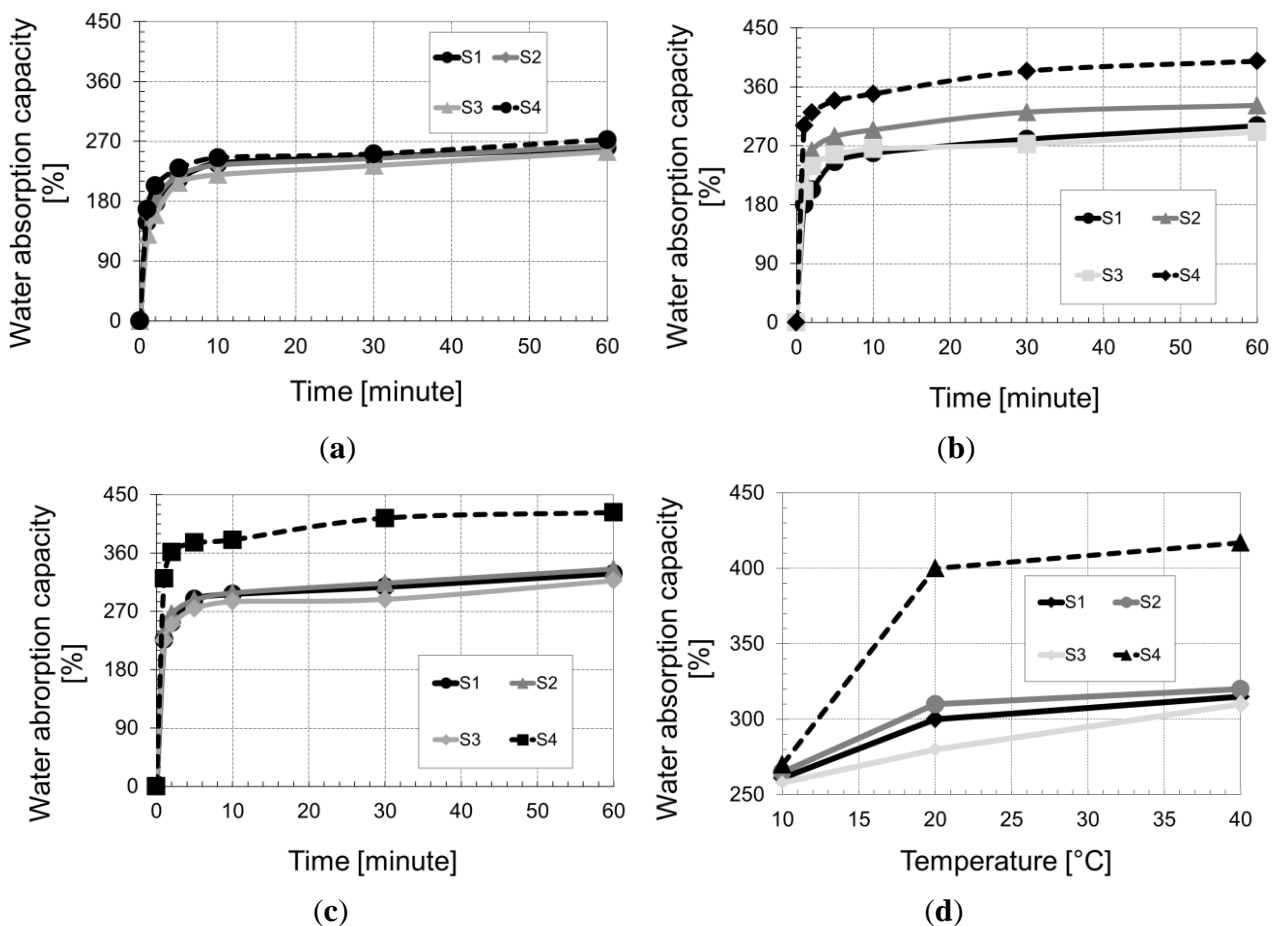 Water absorption capacity
[%]
450
360
270
180
90
0
S1
S2
S3
S4
0
10
20
30
40
50
60
Time [minute]
(a)
Water absorption capacity
[%]
450
360
270
180
90
0
S1
S2
S3
S4
0
10
20
30
40
50
60
Time [minute]
(b)
Water abrorption capacity
[%]
450
360
270
180
90
0
S1
S2
S3
S4
0
10
20
30
40
50
60
Time [minute]
(c)
Water absorption capacity
[%]
450
400
350
300
250
S1
S2
S3
S4
10
15
20
25
30
35
40
Temperature [°C]
(d)